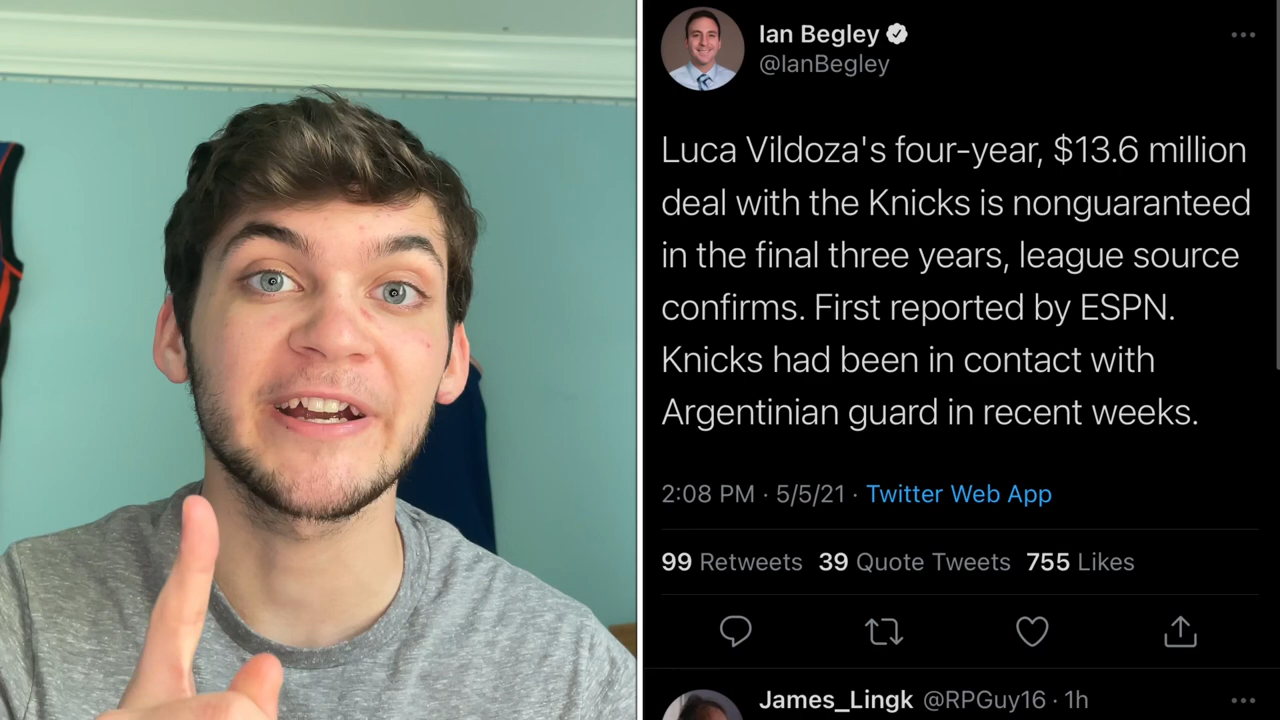 Ian Begley
@IanBegley
Luca Vildoza's four-year, $13.6 million
deal with the Knicks is nonguaranteed
in the final three years, league source
confirms. First reported by ESPN.
Knicks had been in contact with
Argentinian guard in recent weeks.
2:08 PM · 5/5/21 · Twitter Web App
99 Retweets 39 Quote Tweets 755 Likes
James_Lingk @RPGuy16 · 1h